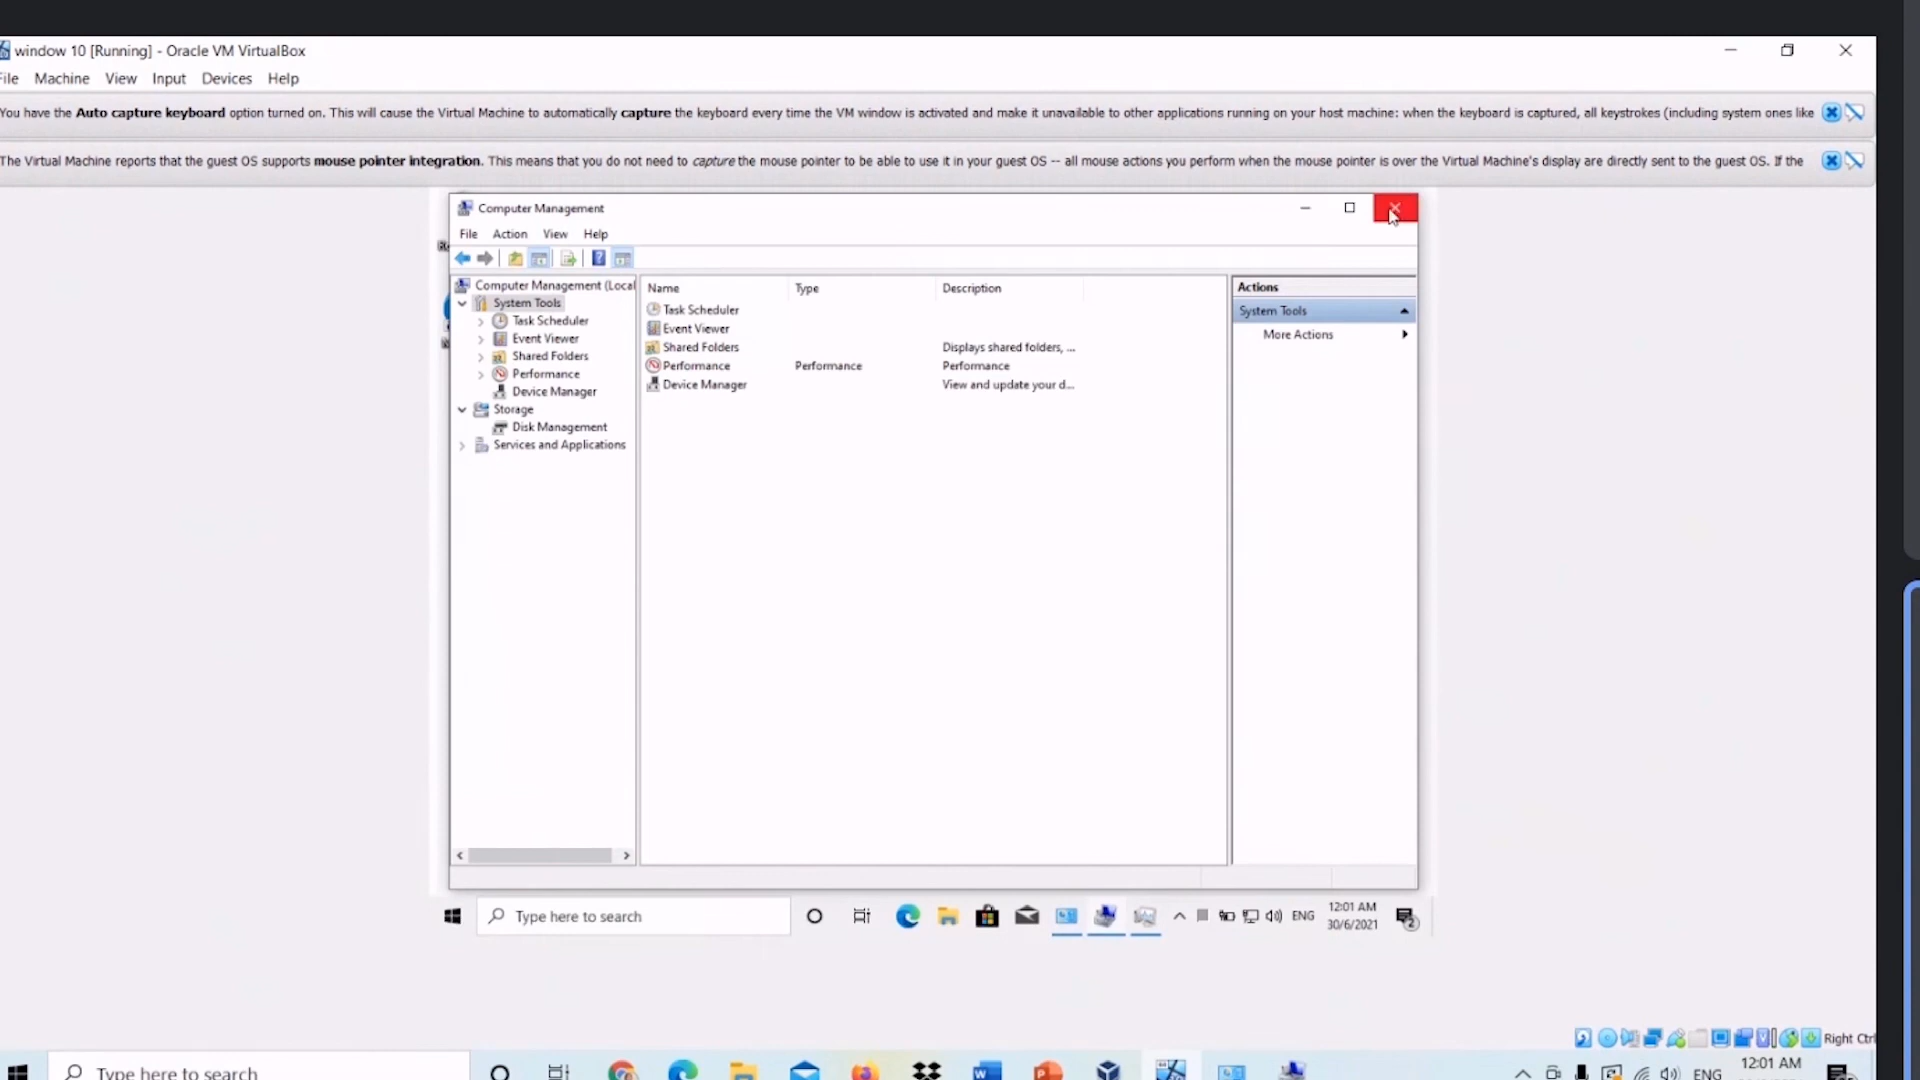 window 10 [Running] - Oracle VM VirtualBox
File Machine View Input Devices Help
You have the Auto capture keyboard option turned on. This will cause the Virtual Machine to automatically capture the keyboard every time the VM window is activated and make it unavailable to other applications running on your host machine: when the keyboard is captured, all keystrokes (including system ones like
The Virtual Machine reports that the guest OS supports mouse pointer integration. This means that you do not need to capture the mouse pointer to be able to use it in your guest OS -- all mouse actions you perform when the mouse pointer is over the Virtual Machine's display are directly sent to the guest OS. If the
Computer Management
File Action View Help
Computer Management (Local
System Tools
Task Scheduler
Event Viewer
Shared Folders
Performance
Device Manager
Storage
Disk Management
Services and Applications
Name Type Description
Task Scheduler
Event Viewer
Shared Folders Displays shared folders, ...
Performance Performance Performance
Device Manager View and update your d...
Actions
System Tools
More Actions
Type here to search
ENG
12:01 AM
30/6/2021
2
Right Ctrl
Type here to search
ENG
12:01 AM